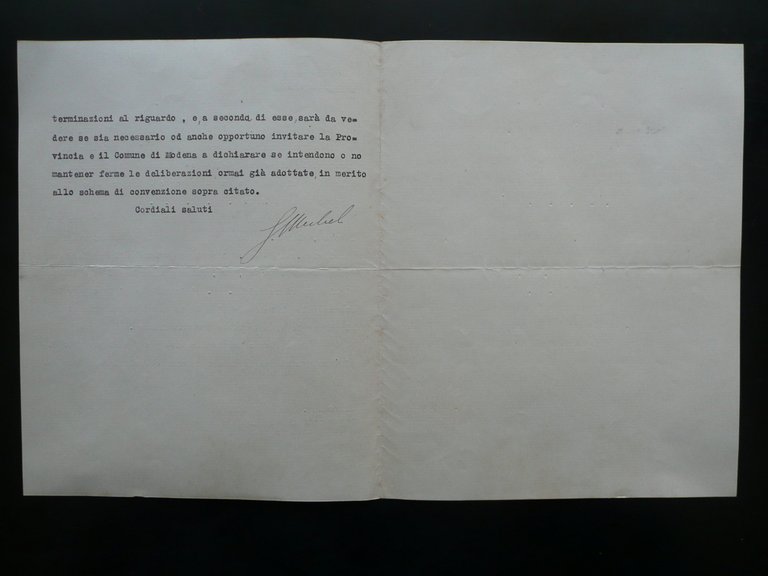 terminazioni al riguardo , e,a seconda di esse sarà da ve-
dere se sia necessario od anche opportuno invitare la Pro-
vincia e il Comune di Modena a dichiarare se intendono o no
mantener ferme le deliberazioni ormai già adottate, in merito
allo schema di convenzione sopra citato.
Cordiali saluti